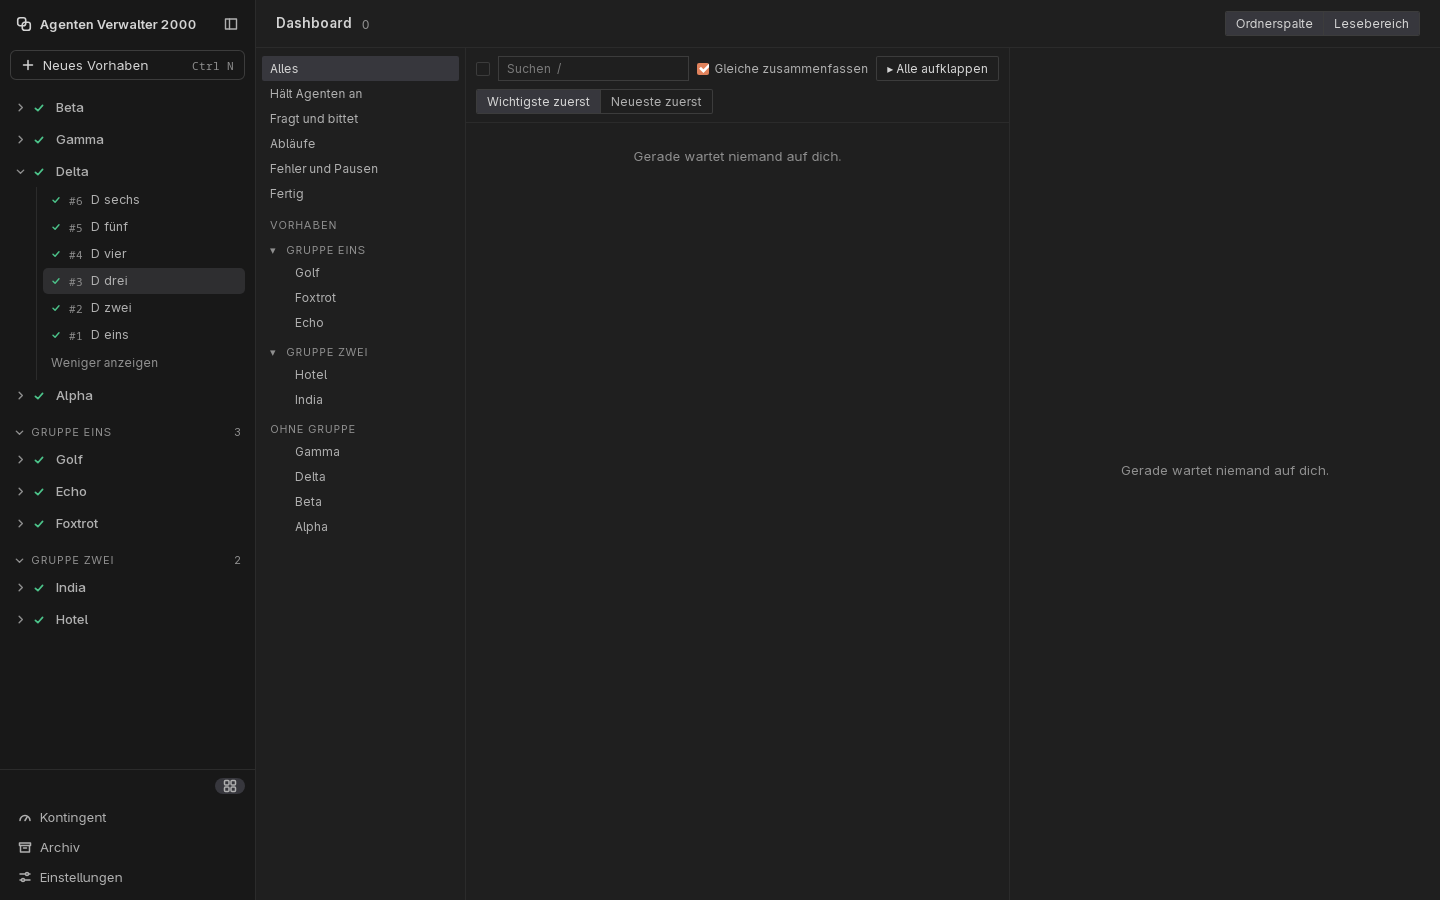 Agenten Verwalter 2000
Neues Vorhaben Ctrl N
Beta
Gamma
Delta
#6 D sechs
#5 D fünf
#4 D vier
#3 D drei
#2 D zwei
#1 D eins
Weniger anzeigen
Alpha
GRUPPE EINS 3
Golf
Echo
Foxtrot
GRUPPE ZWEI 2
India
Hotel
Kontingent
Archiv
Einstellungen
Dashboard 0
Ordnerspalte Lesebereich
Alles
Hält Agenten an
Fragt und bittet
Abläufe
Fehler und Pausen
Fertig
VORHABEN
▾ GRUPPE EINS
Golf
Foxtrot
Echo
▾ GRUPPE ZWEI
Hotel
India
OHNE GRUPPE
Gamma
Delta
Beta
Alpha
Suchen / Gleiche zusammenfassen ▸ Alle aufklappen
Wichtigste zuerst Neueste zuerst
Gerade wartet niemand auf dich.
Gerade wartet niemand auf dich.